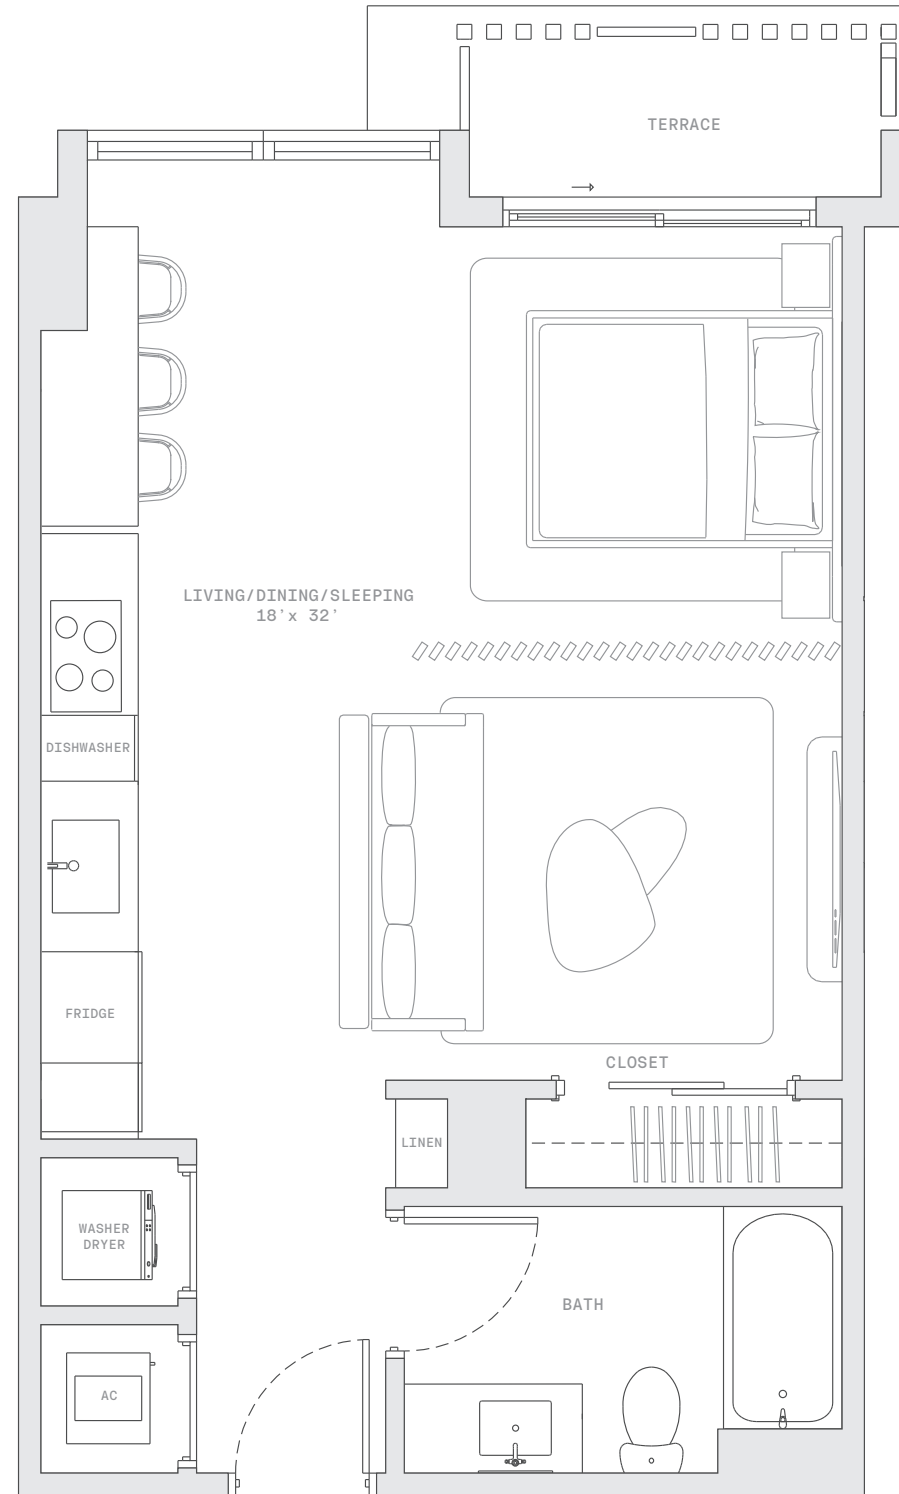 TERRACE
LIVING/DINING/SLEEPING
18'x 32'
DISHWASHER
FRIDGE
CLOSET
LINEN
WASHER
DRYER
BATH
AC